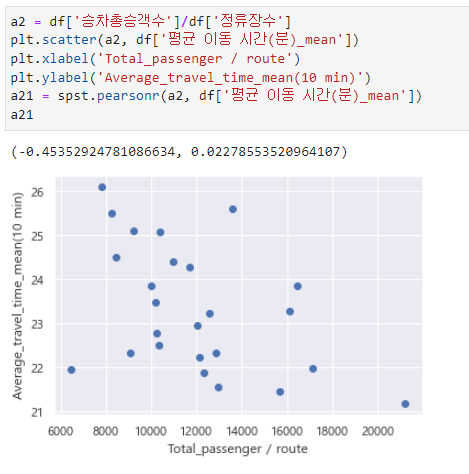 a2 = df['승차총승객수']/df['정류장수']
plt.scatter(a2, df['평균 이동 시간(분)_mean'])
plt.xlabel('Total_passenger / route')
plt.ylabel('Average_travel_time_mean(10 min)')
a21 = spst.pearsonr(a2, df['평균 이동 시간(분)_mean'])
a21
(-0.45352924781086634, 0.02278553520964107)
Average_travel_time_mean(10 min)
26
25
24
23
22
21
6000 8000 10000 12000 14000 16000 18000 20000
Total_passenger / route